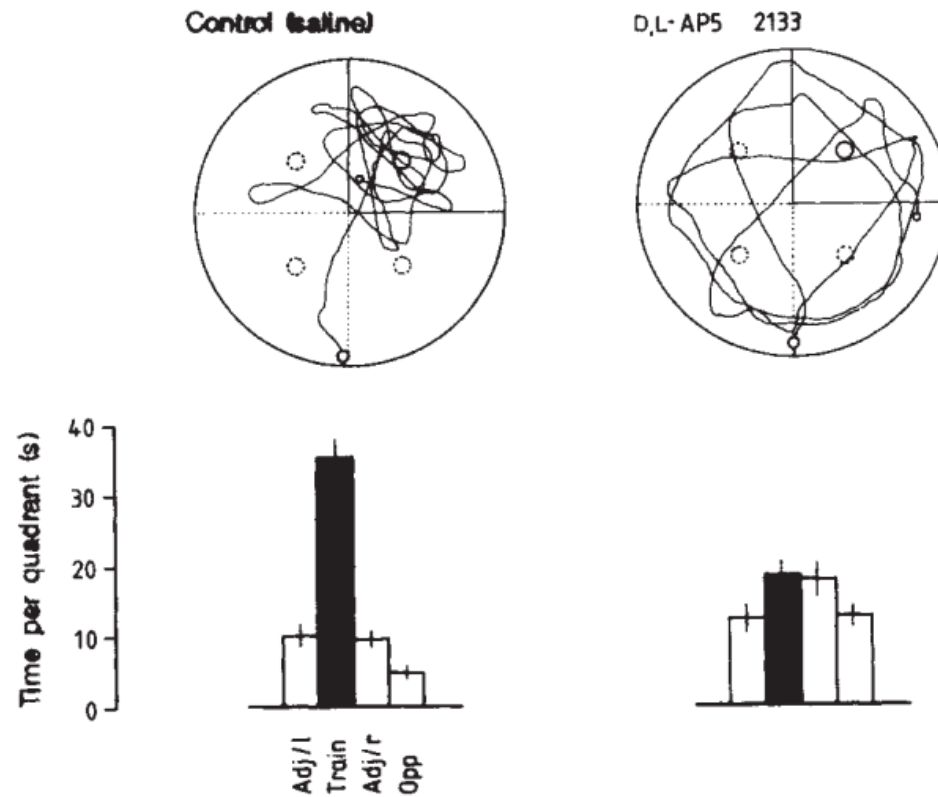 Control (saline)
D,L-AP5 2133
Time per quadrant (s)
40
30
20
10
0
Adj/l
Train
Adj/r
Opp